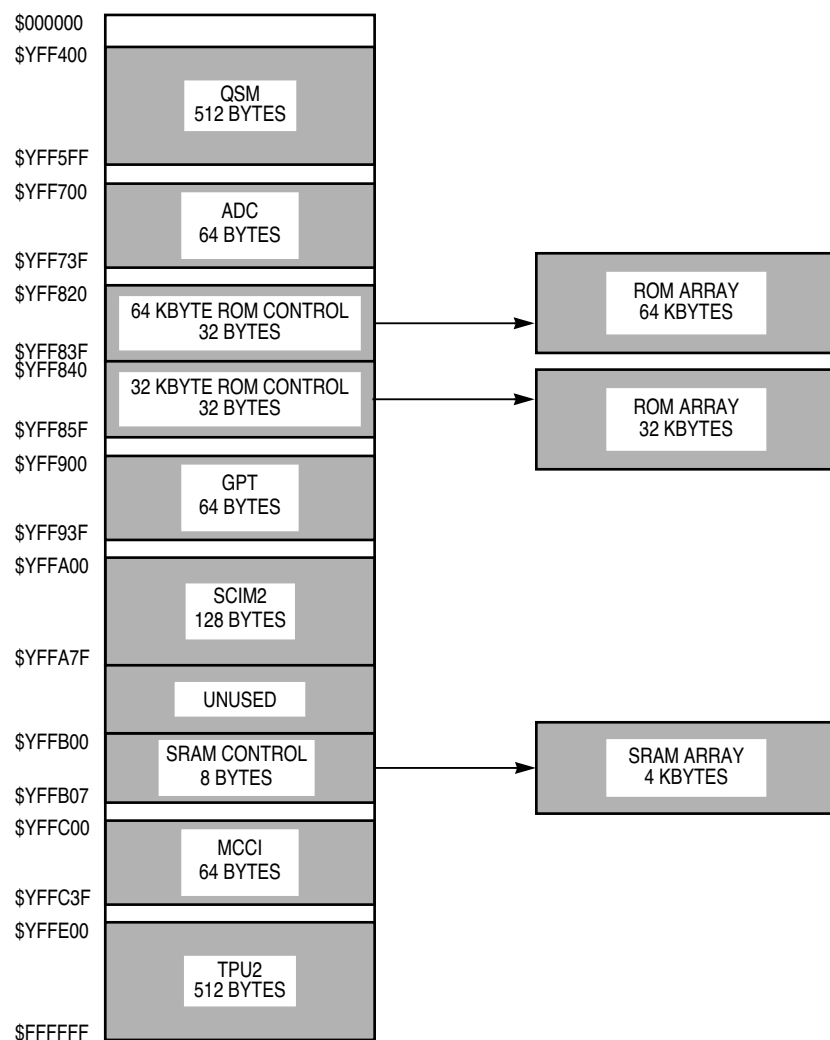 $000000
$YFF400
QSM
512 BYTES
$YFF5FF
$YFF700
ADC
64 BYTES
$YFF73F
$YFF820
64 KBYTE ROM CONTROL
32 BYTES
ROM ARRAY
64 KBYTES
$YFF83F
$YFF840
32 KBYTE ROM CONTROL
32 BYTES
ROM ARRAY
32 KBYTES
$YFF85F
$YFF900
GPT
64 BYTES
$YFF93F
$YFFA00
SCIM2
128 BYTES
$YFFA7F
UNUSED
$YFFB00
SRAM CONTROL
8 BYTES
SRAM ARRAY
4 KBYTES
$YFFB07
$YFFC00
MCCI
64 BYTES
$YFFC3F
$YFFE00
TPU2
512 BYTES
$FFFFFF